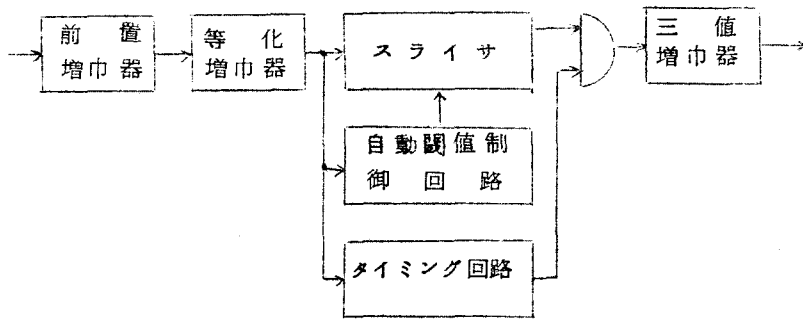 前置
増巾器
等化
増巾器
スライサ
三値
増巾器
自動閾値制
御回路
タイミング回路